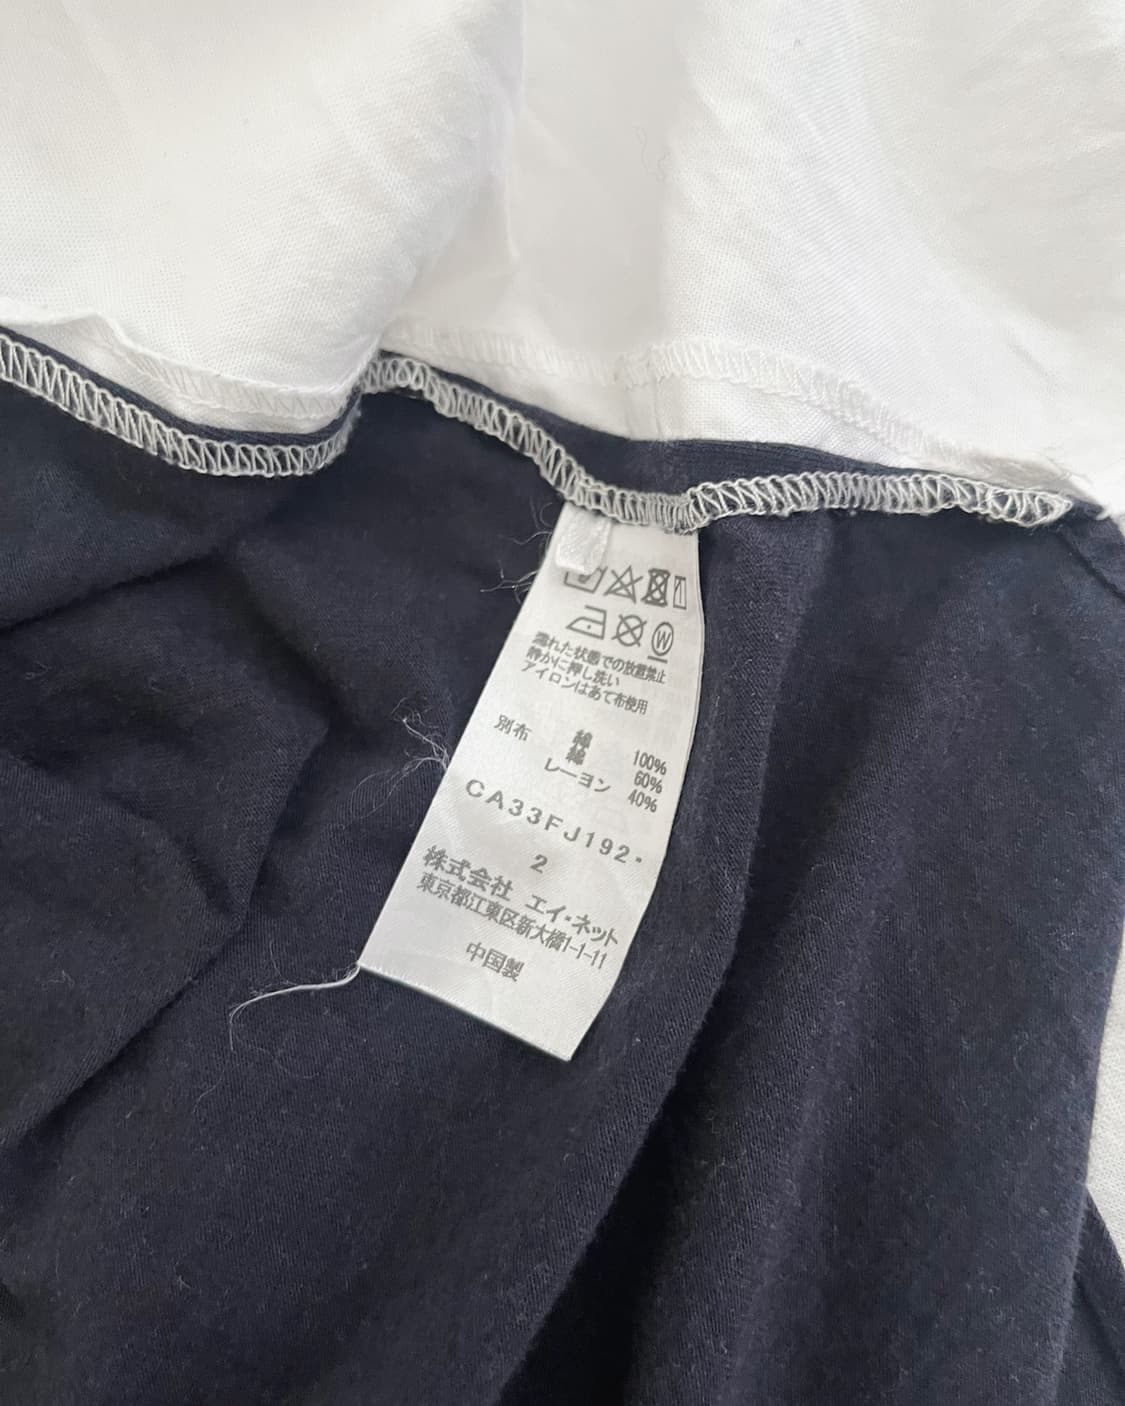 W
濡れた状態での放置禁止
静かに押し洗い
アイロンはあて布使用
綿 100%
別布 綿 60%
レーヨン 40%
CA33FJ192-
2
株式会社 エイ・ネット
東京都江東区新大橋1-1-11
中国製